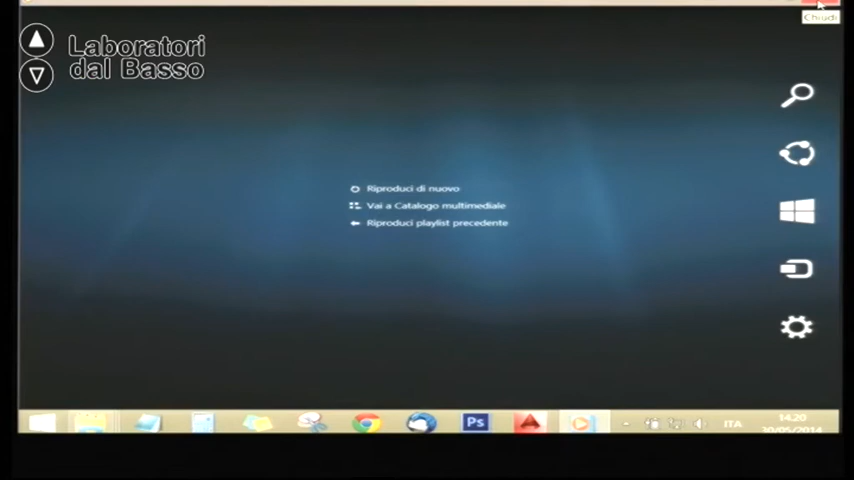 Chiudi
Laboratori
dal Basso
Riproduci di nuovo
Vai a Catalogo multimediale
Riproduci playlist precedente
Ps
ITA
14.20
30/05/2014